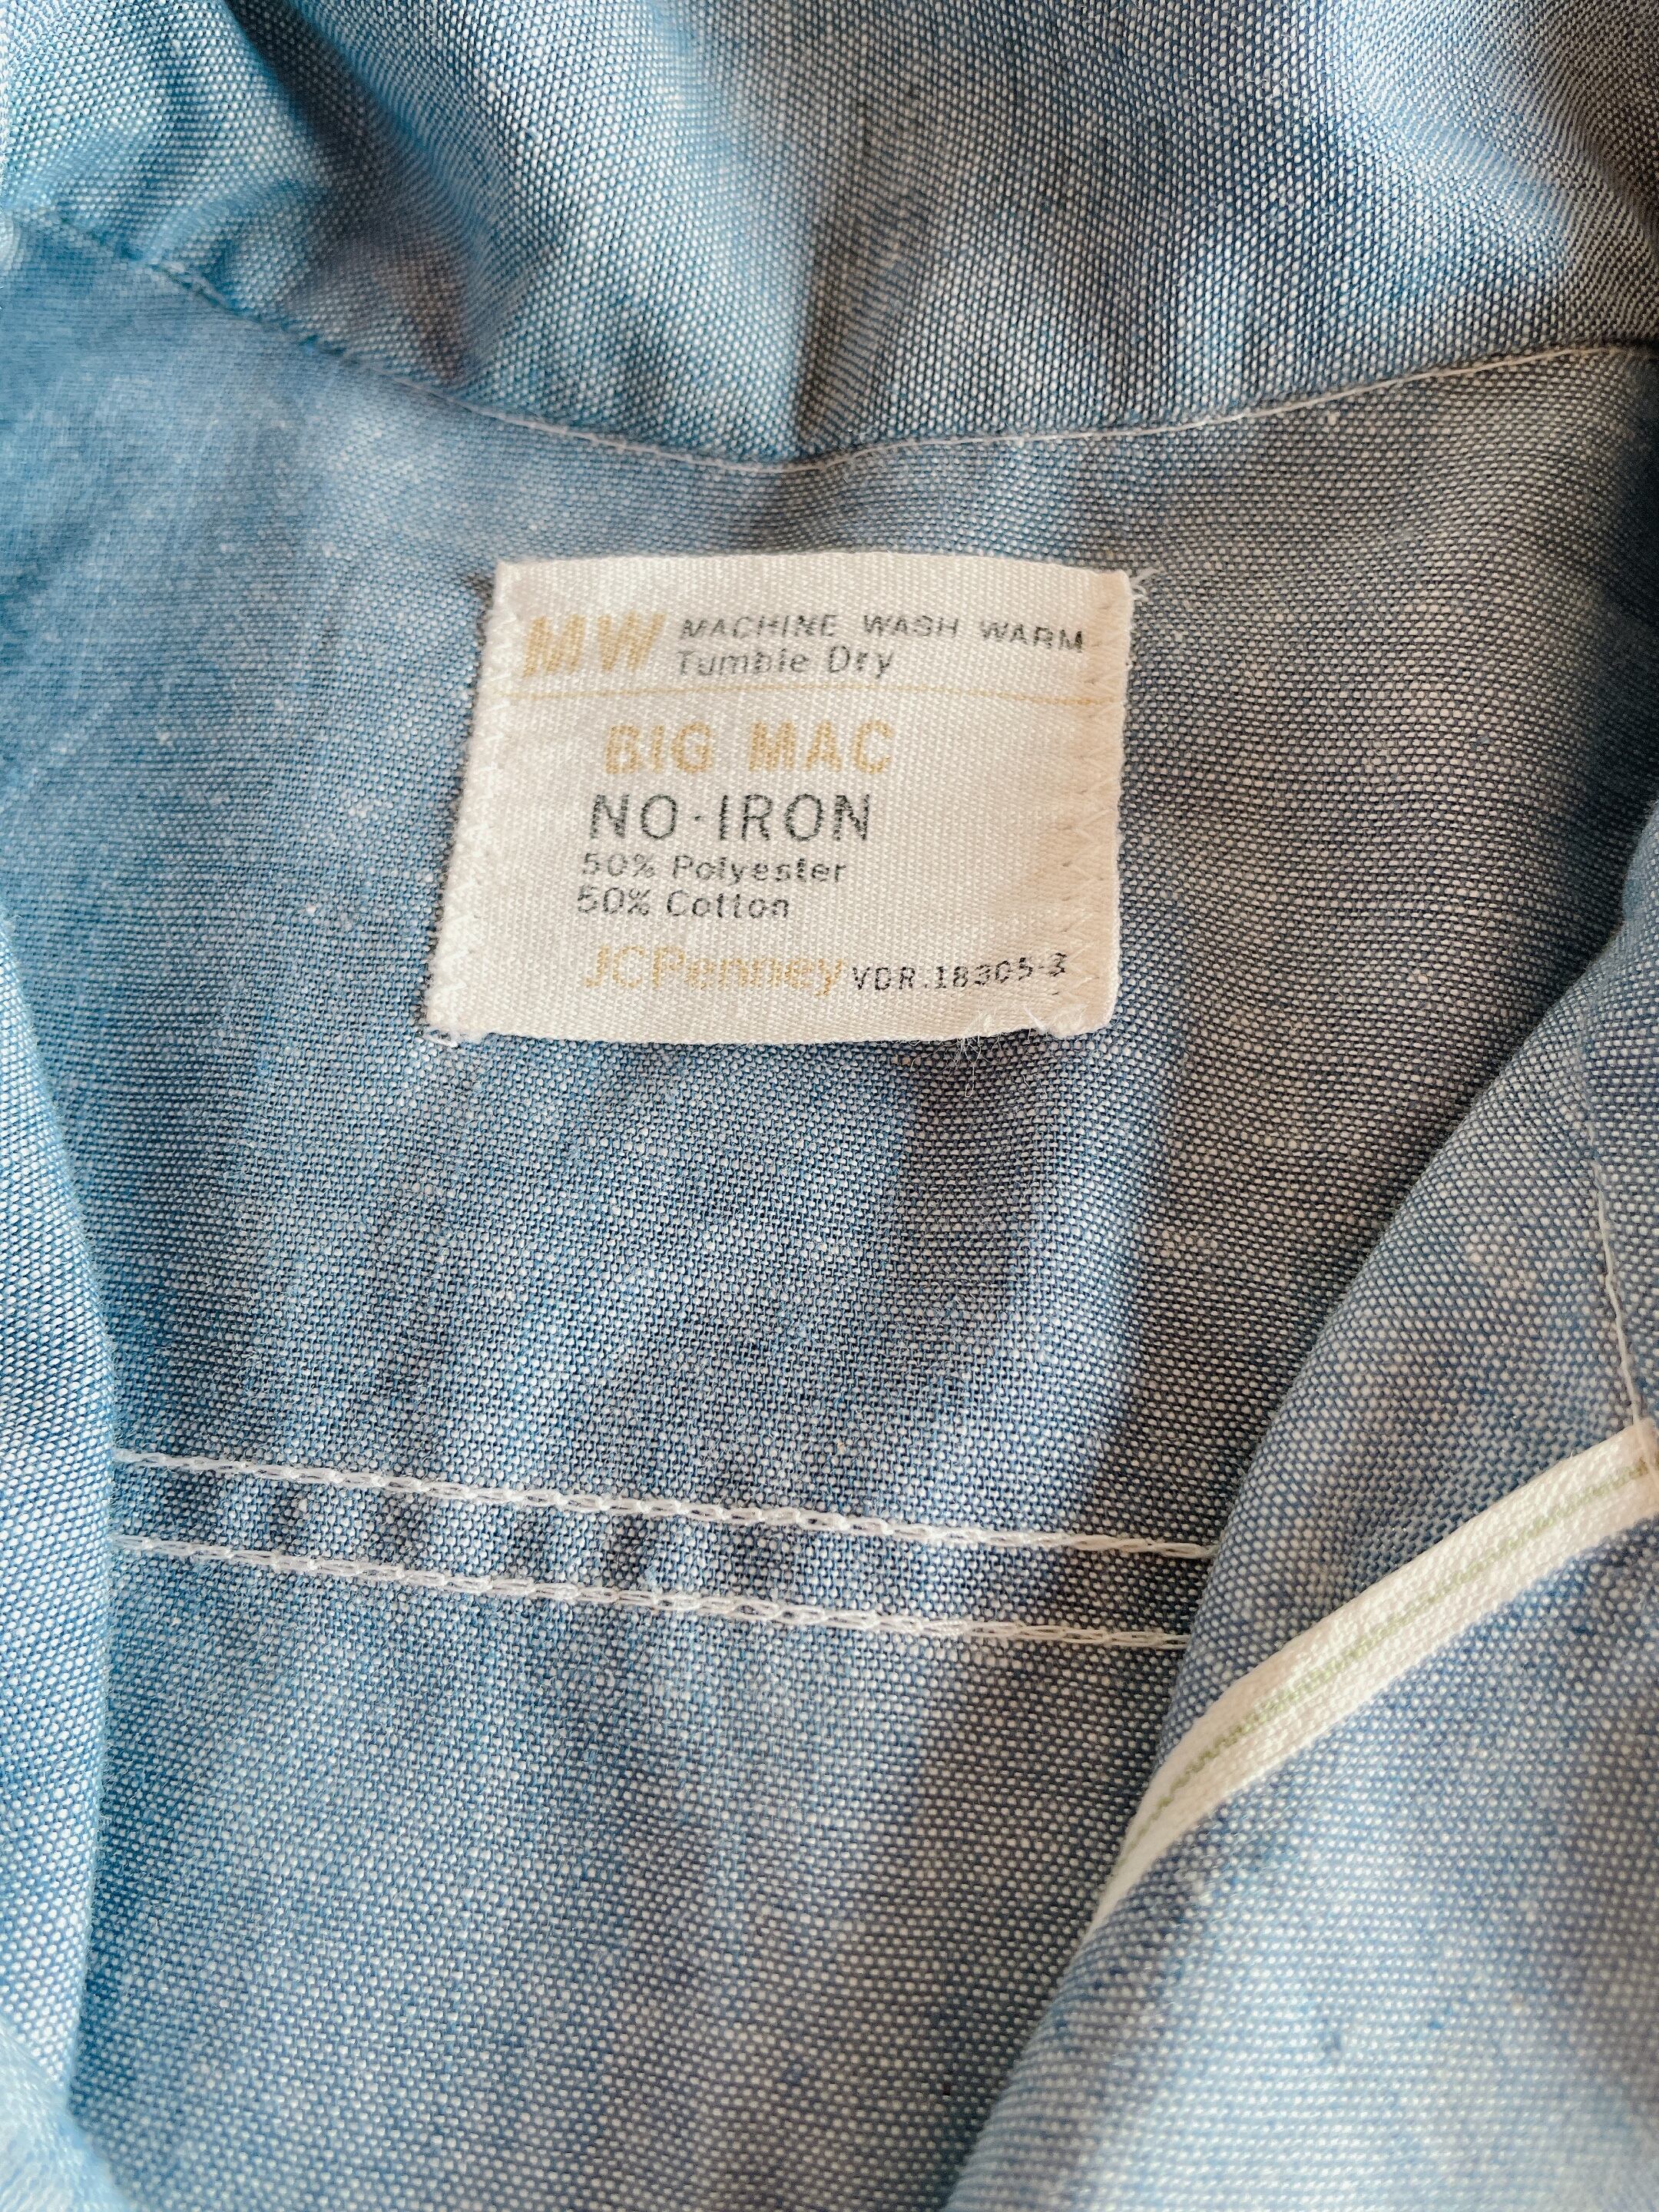 MW MACHINE WASH WARM
Tumble Dry
BIG MAC
NO-IRON
50% Polyester
50% Cotton
JCPenney VDR.18305-3